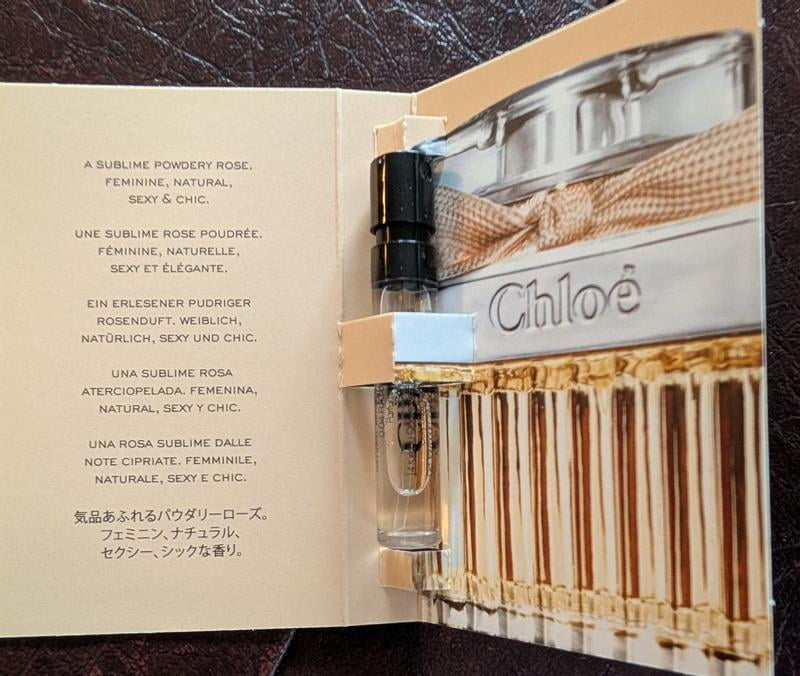 A SUBLIME POWDERY ROSE.
FEMININE, NATURAL,
SEXY & CHIC.
UNE SUBLIME ROSE POUDRÉE.
FÉMININE, NATURELLE,
SEXY ET ÉLÉGANTE.
EIN ERLESENER PUDRIGER
ROSENDUFT. WEIBLICH,
NATÜRLICH, SEXY UND CHIC.
UNA SUBLIME ROSA
ATERCIOPELADA. FEMENINA,
NATURAL, SEXY Y CHIC.
UNA ROSA SUBLIME DALLE
NOTE CIPRIATE. FEMMINILE,
NATURALE, SEXY E CHIC.
気品あふれるパウダリーローズ。
フェミニン、ナチュラル、
セクシー、シックな香り。
Chloé